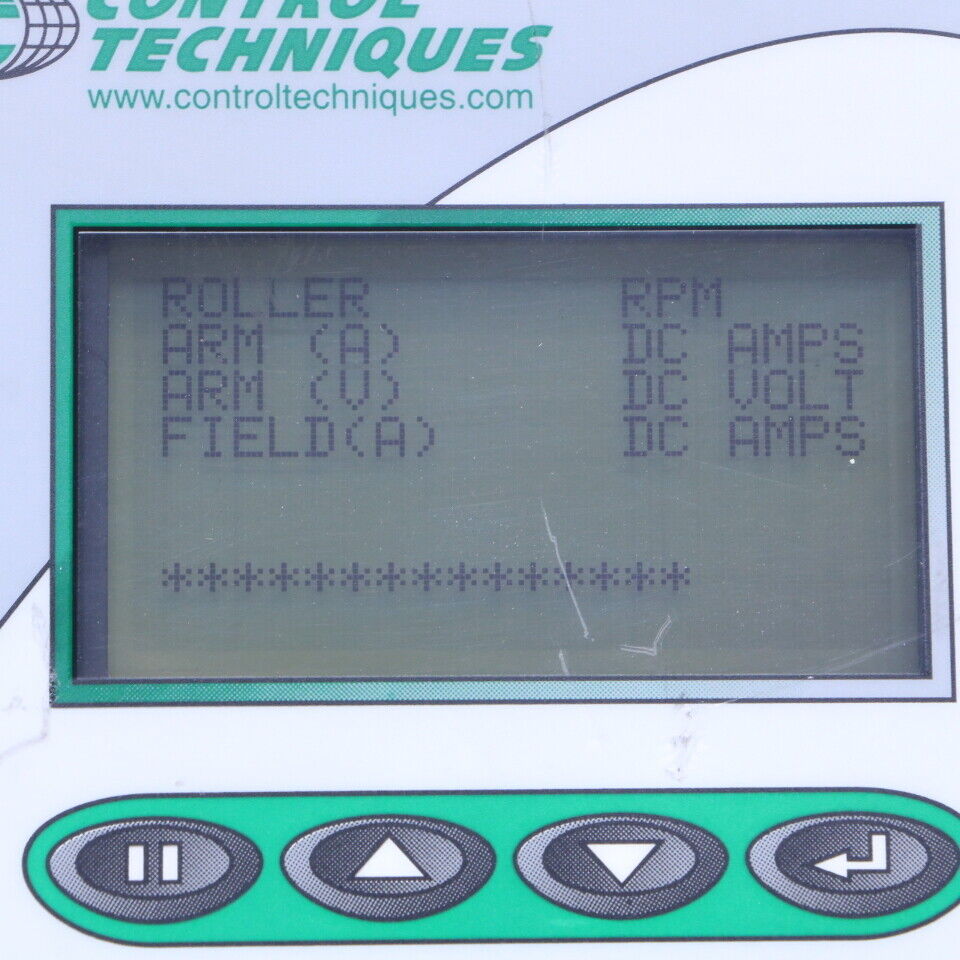 CONTROL
TECHNIQUES
www.controltechniques.com
ROLLER RPM
ARM (A) DC AMPS
ARM (V) DC VOLT
FIELD(A) DC AMPS
***************